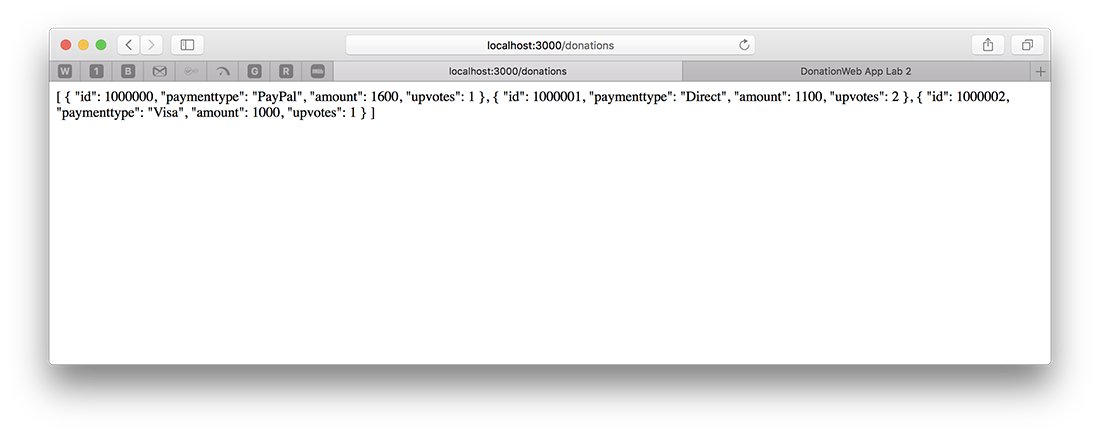 localhost:3000/donations
W 1 B G R
localhost:3000/donations DonationWeb App Lab 2
[ { "id": 1000000, "paymenttype": "PayPal", "amount": 1600, "upvotes": 1 }, { "id": 1000001, "paymenttype": "Direct", "amount": 1100, "upvotes": 2 }, { "id": 1000002,
"paymenttype": "Visa", "amount": 1000, "upvotes": 1 } ]